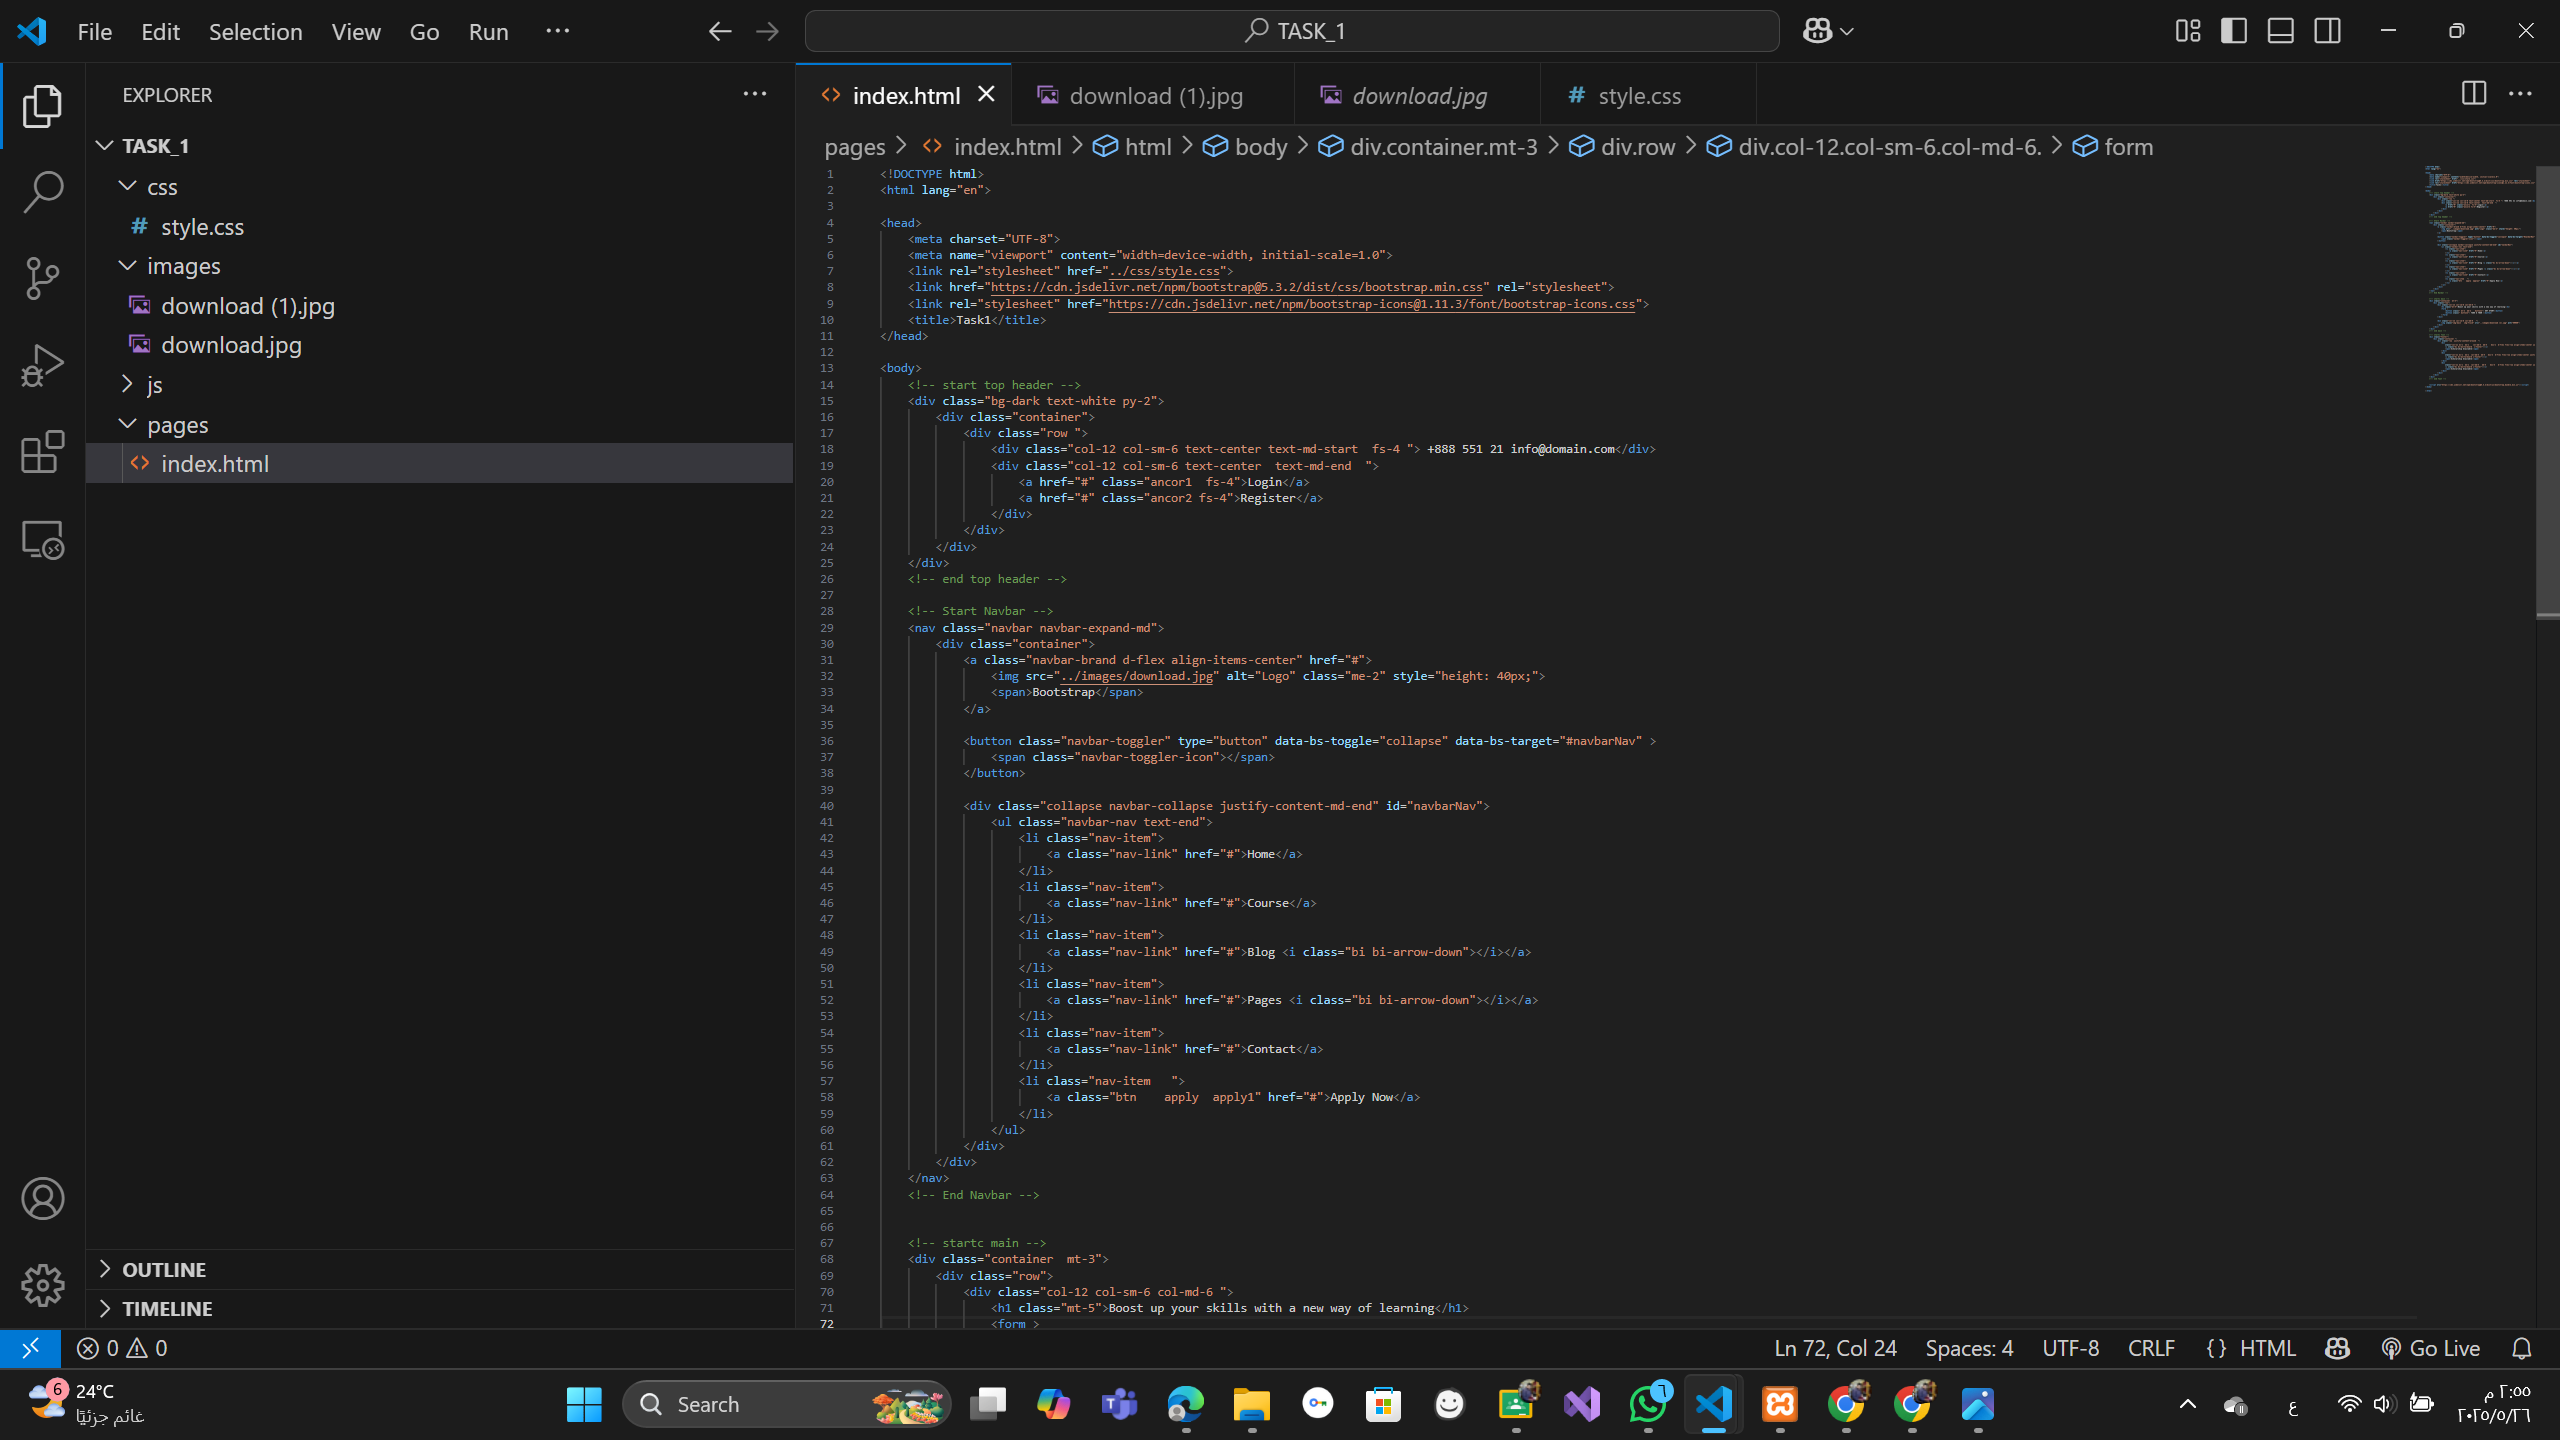 File Edit Selection View Go Run ···
TASK_1
EXPLORER
TASK_1
css
# style.css
images
download (1).jpg
download.jpg
js
pages
index.html
OUTLINE
TIMELINE
index.html
download (1).jpg
download.jpg
# style.css
pages > index.html > html > body > div.container.mt-3 > div.row > div.col-12.col-sm-6.col-md-6. > form
1 <!DOCTYPE html>
2 <html lang="en">
3
4 <head>
5 <meta charset="UTF-8">
6 <meta name="viewport" content="width=device-width, initial-scale=1.0">
7 <link rel="stylesheet" href="../css/style.css">
8 <link href="https://cdn.jsdelivr.net/npm/bootstrap@5.3.2/dist/css/bootstrap.min.css" rel="stylesheet">
9 <link rel="stylesheet" href="https://cdn.jsdelivr.net/npm/bootstrap-icons@1.11.3/font/bootstrap-icons.css">
10 <title>Task1</title>
11 </head>
12
13 <body>
14 <!-- start top header -->
15 <div class="bg-dark text-white py-2">
16 <div class="container">
17 <div class="row ">
18 <div class="col-12 col-sm-6 text-center text-md-start  fs-4 "> +888 551 21 info@domain.com</div>
19 <div class="col-12 col-sm-6 text-center  text-md-end  ">
20 <a href="#" class="ancor1  fs-4">Login</a>
21 <a href="#" class="ancor2 fs-4">Register</a>
22 </div>
23 </div>
24 </div>
25 </div>
26 <!-- end top header -->
27
28 <!-- Start Navbar -->
29 <nav class="navbar navbar-expand-md">
30 <div class="container">
31 <a class="navbar-brand d-flex align-items-center" href="#">
32 <img src="../images/download.jpg" alt="Logo" class="me-2" style="height: 40px;">
33 <span>Bootstrap</span>
34 </a>
35
36 <button class="navbar-toggler" type="button" data-bs-toggle="collapse" data-bs-target="#navbarNav" >
37 <span class="navbar-toggler-icon"></span>
38 </button>
39
40 <div class="collapse navbar-collapse justify-content-md-end" id="navbarNav">
41 <ul class="navbar-nav text-end">
42 <li class="nav-item">
43 <a class="nav-link" href="#">Home</a>
44 </li>
45 <li class="nav-item">
46 <a class="nav-link" href="#">Course</a>
47 </li>
48 <li class="nav-item">
49 <a class="nav-link" href="#">Blog <i class="bi bi-arrow-down"></i></a>
50 </li>
51 <li class="nav-item">
52 <a class="nav-link" href="#">Pages <i class="bi bi-arrow-down"></i></a>
53 </li>
54 <li class="nav-item">
55 <a class="nav-link" href="#">Contact</a>
56 </li>
57 <li class="nav-item   ">
58 <a class="btn    apply  apply1" href="#">Apply Now</a>
59 </li>
60 </ul>
61 </div>
62 </div>
63 </nav>
64 <!-- End Navbar -->
65
66
67 <!-- startc main -->
68 <div class="container  mt-3">
69 <div class="row">
70 <div class="col-12 col-sm-6 col-md-6 ">
71 <h1 class="mt-5">Boost up your skills with a new way of learning</h1>
72 <form >
0 0
Ln 72, Col 24 Spaces: 4 UTF-8 CRLF {} HTML Go Live
6
24°C
غائم جزئيًا
Search
٦
ع
٢:٥٥ م
٢٠٢٥/٥/٢٦